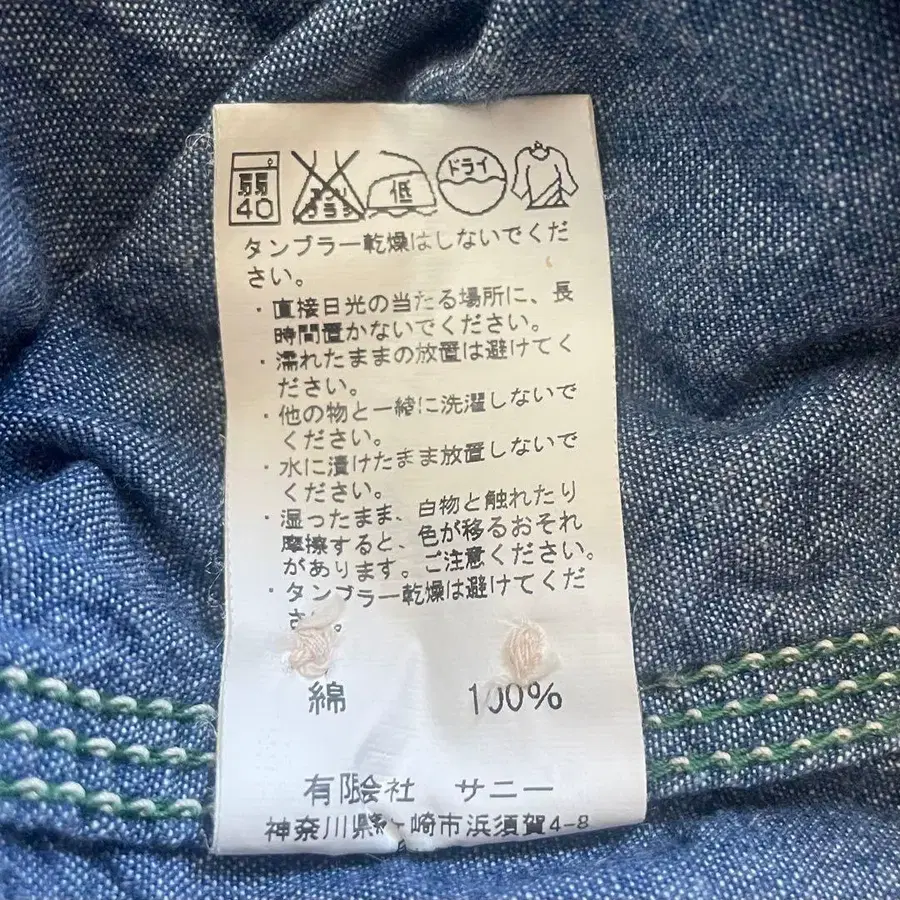 弱 40 エンソサラシ 低 ドライ
タンブラー乾燥はしないでくだ
さい。
・直接日光の当たる場所に、長
時間置かないでください。
・濡れたままの放置は避けてく
ださい。
・他の物と一緒に洗濯しないで
ください。
・水に漬けたまま放置しないで
ください。
・湿ったまま、白物と触れたり
摩擦すると、色が移るおそれ
があります。ご注意ください。
・タンブラー乾燥は避けてくだ
さい。
綿 100%
有限会社 サニー
神奈川県 ヶ崎市浜須賀4-8